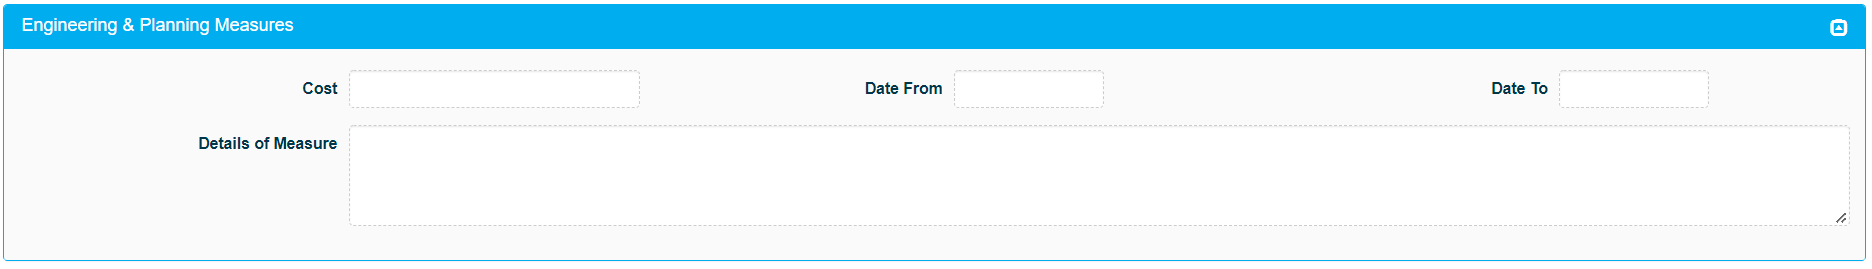 Engineering & Planning Measures
Cost Date From Date To
Details of Measure